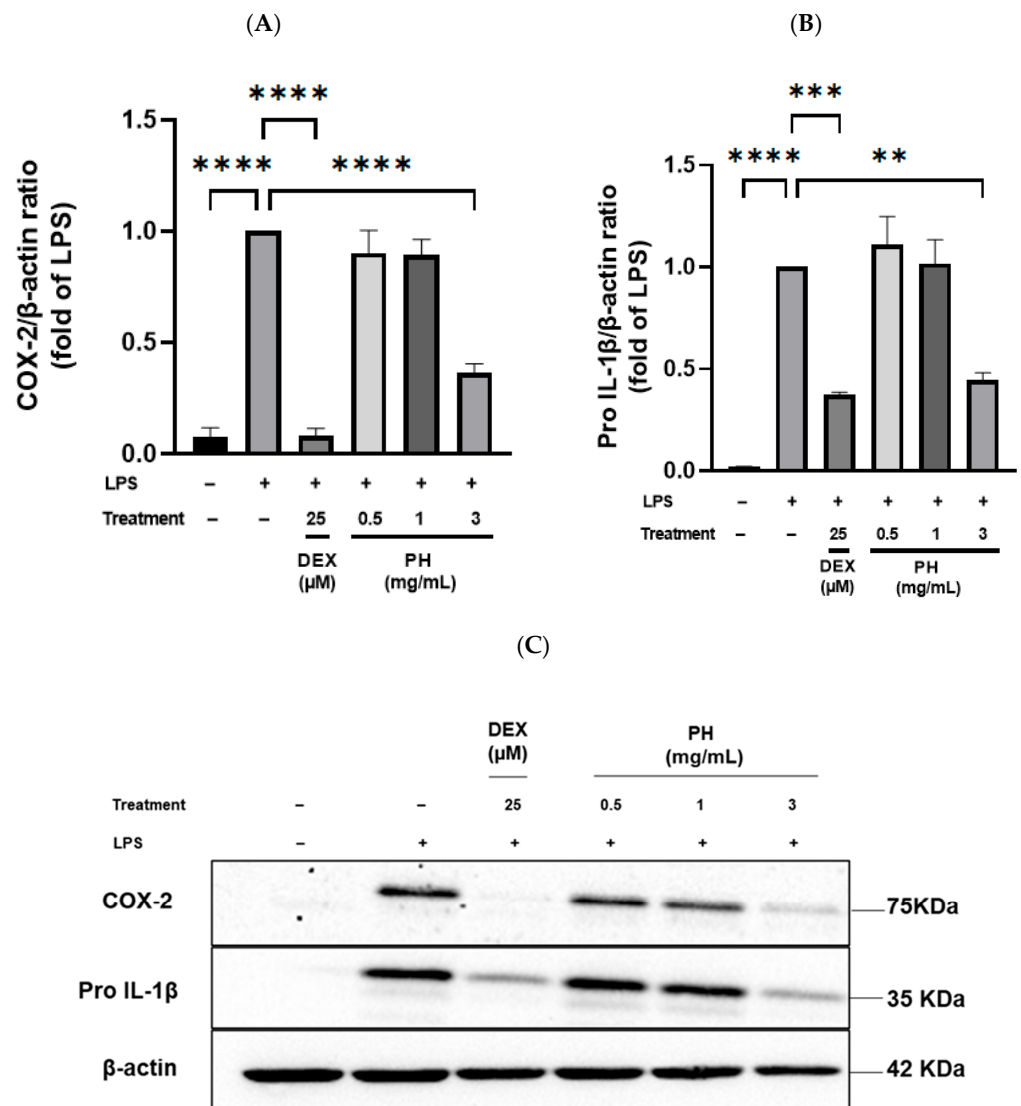 (A)
(B)
COX-2/β-actin ratio
(fold of LPS)
1.5
1.0
0.5
0.0
****
****
****
LPS – + + + + +
Treatment – – 25 0.5 1 3
DEX
(μM)
PH
(mg/mL)
Pro IL-1β/β-actin ratio
(fold of LPS)
1.5
1.0
0.5
0.0
***
****
**
LPS – + + + + +
Treatment – – 25 0.5 1 3
DEX
(μM)
PH
(mg/mL)
(C)
DEX
(μM)
PH
(mg/mL)
Treatment – – 25 0.5 1 3
LPS – + + + + +
COX-2 75KDa
Pro IL-1β 35 KDa
β-actin 42 KDa